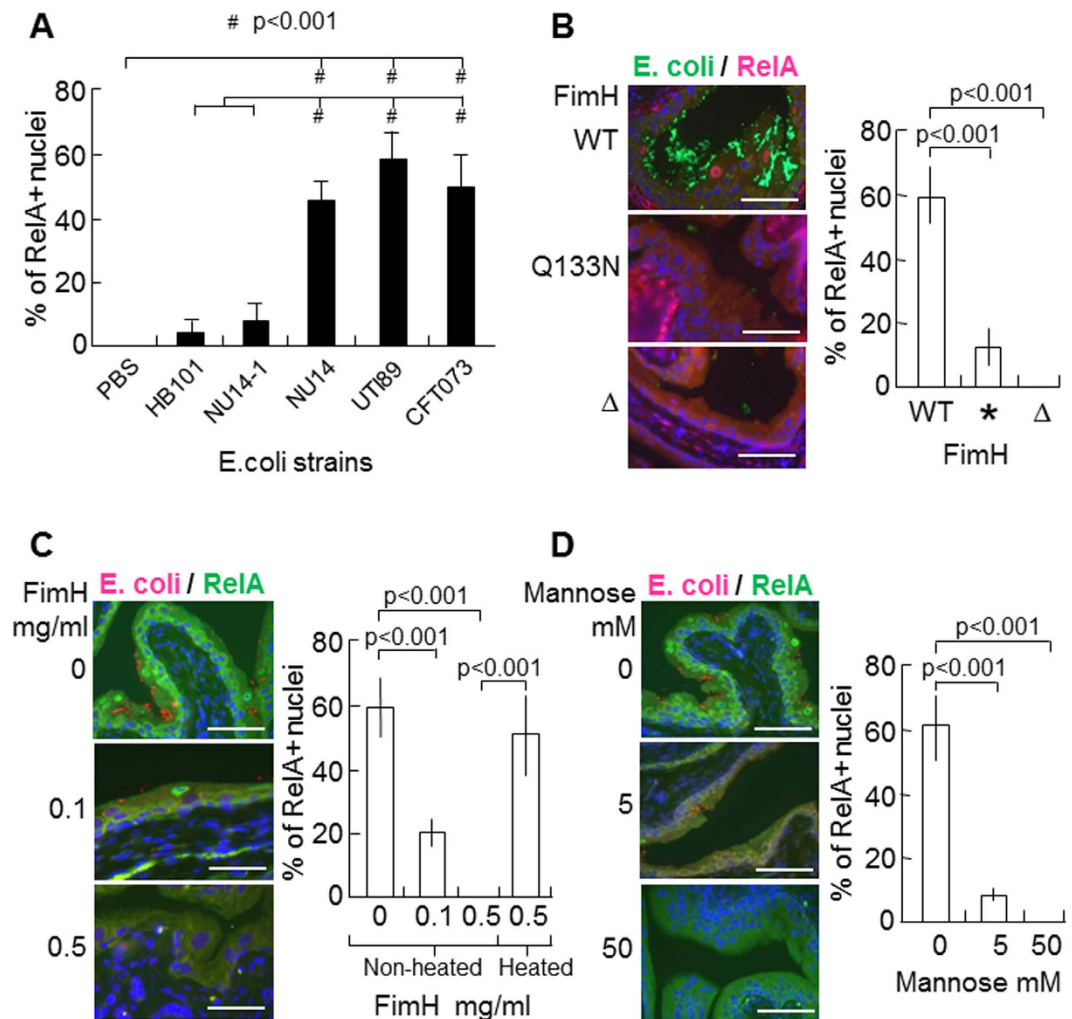 A
# p<0.001
# # #
# # #
% of RelA+nuclei
80
60
40
20
0
PBS HB101 NU14-1 NU14 UTI89 CFT073
E.coli strains
B
E. coli / RelA
FimH
WT
Q133N
Δ
p<0.001
p<0.001
% of RelA+nuclei
80
60
40
20
0
WT * Δ
FimH
C
FimH
mg/ml
E. coli / RelA
0
0.1
0.5
p<0.001
p<0.001
p<0.001
% of RelA+nuclei
80
60
40
20
0
0 0.1 0.5 0.5
Non-heated Heated
FimH mg/ml
D
Mannose
mM
E. coli / RelA
0
5
50
p<0.001
p<0.001
% of RelA+nuclei
80
60
40
20
0
0 5 50
Mannose mM